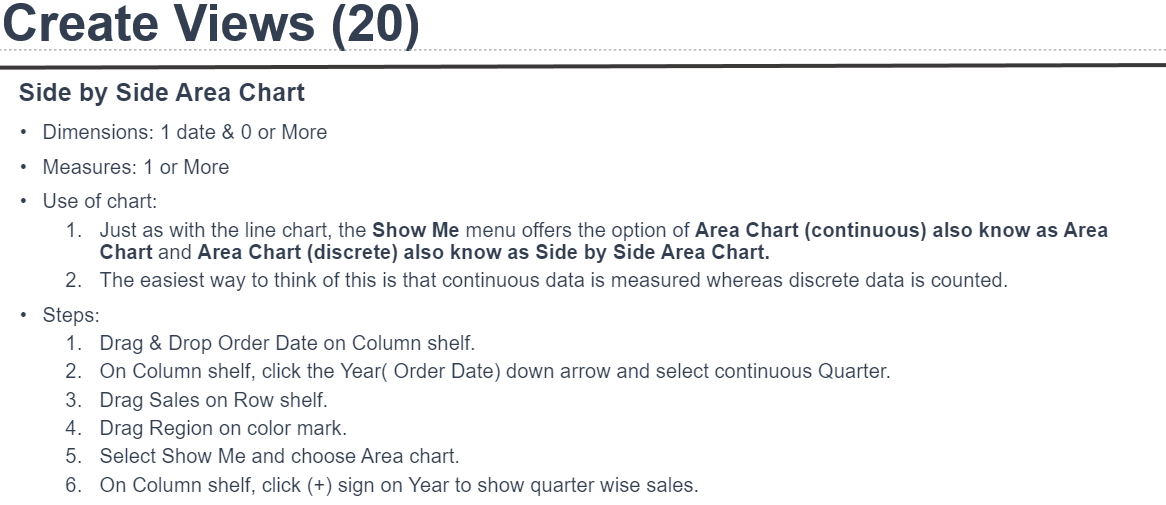 Create Views (20)
Side by Side Area Chart
• Dimensions: 1 date & 0 or More
• Measures: 1 or More
• Use of chart:
1. Just as with the line chart, the Show Me menu offers the option of Area Chart (continuous) also know as Area
Chart and Area Chart (discrete) also know as Side by Side Area Chart.
2. The easiest way to think of this is that continuous data is measured whereas discrete data is counted.
• Steps:
1. Drag & Drop Order Date on Column shelf.
2. On Column shelf, click the Year( Order Date) down arrow and select continuous Quarter.
3. Drag Sales on Row shelf.
4. Drag Region on color mark.
5. Select Show Me and choose Area chart.
6. On Column shelf, click (+) sign on Year to show quarter wise sales.